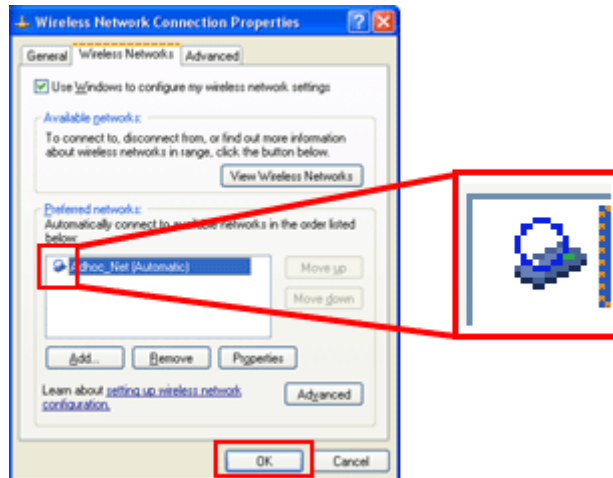 Wireless Network Connection Properties
General Wireless Networks Advanced
Use Windows to configure my wireless network settings
Available networks:
To connect to, disconnect from, or find out more information
about wireless networks in range, click the button below.
View Wireless Networks
Preferred networks:
Automatically connect to available networks in the order listed
below:
Adhoc_Net (Automatic)
Move up
Move down
Add... Remove Properties
Learn about setting up wireless network
configuration.
Advanced
OK Cancel